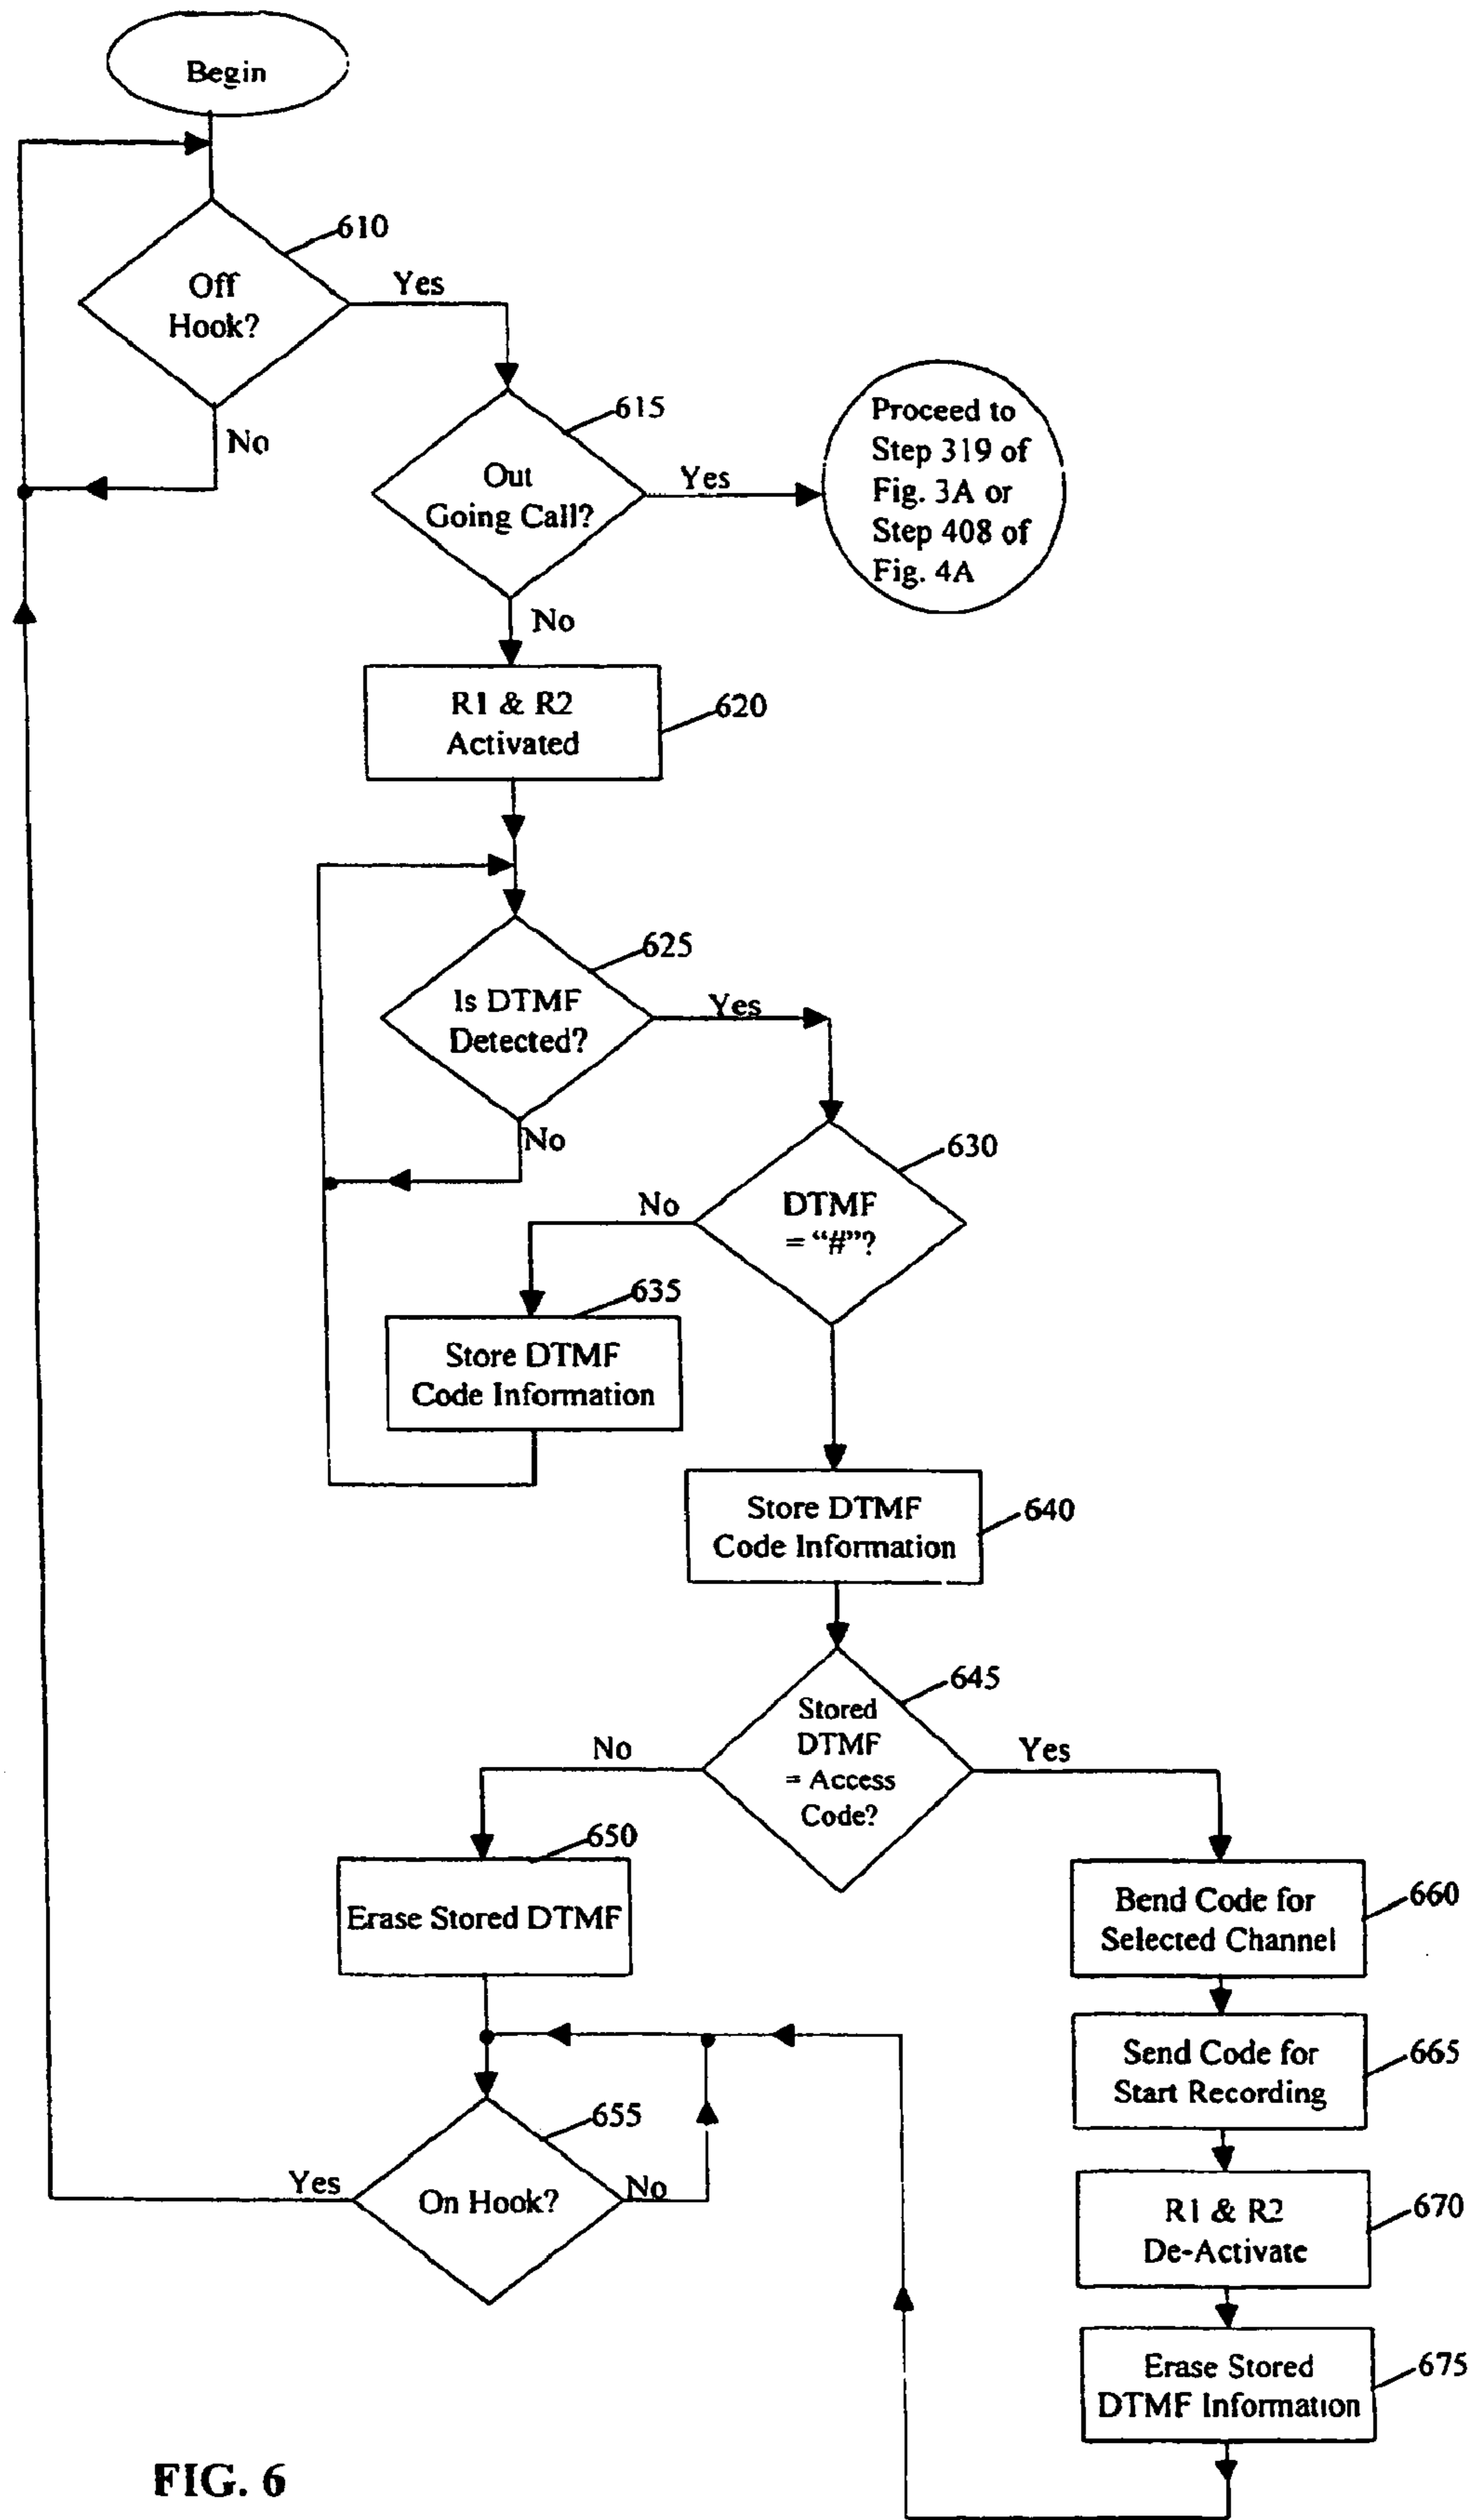 Begin
610
Off
Hook?
Yes
No
615
Out
Going Call?
Yes
Proceed to
Step 319 of
Fig. 3A or
Step 408 of
Fig. 4A
No
R1 & R2
Activated
620
625
Is DTMF
Detected?
Yes
No
630
DTMF
= “#”?
No
635
Store DTMF
Code Information
Store DTMF
Code Information
640
645
Stored
DTMF
= Access
Code?
No
Yes
650
Erase Stored DTMF
Bend Code for
Selected Channel
660
Send Code for
Start Recording
665
655
On Hook?
Yes
No
R1 & R2
De-Activate
670
Erase Stored
DTMF Information
675
FIG. 6